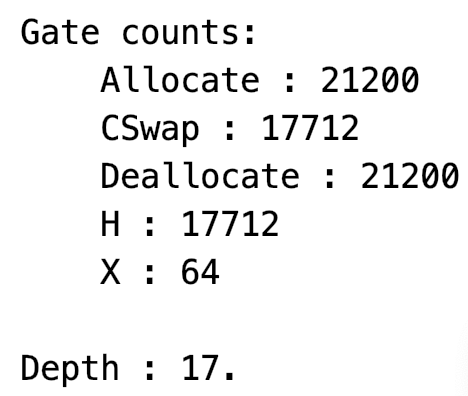 Gate counts:
Allocate : 21200
CSwap : 17712
Deallocate : 21200
H : 17712
X : 64
Depth : 17.